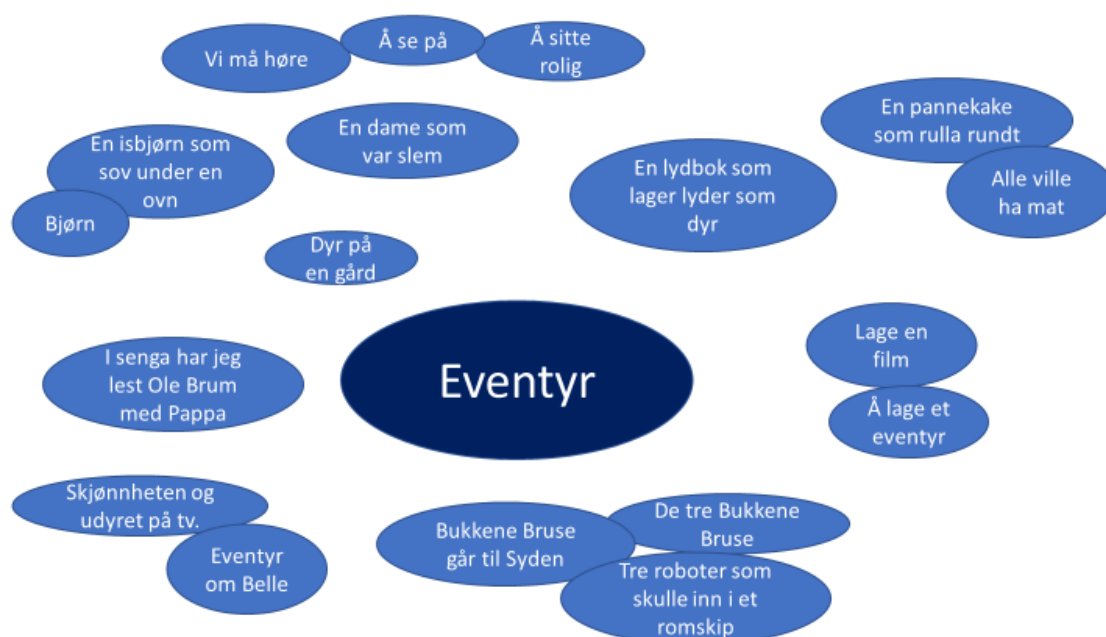 Vi må høre
Å se på
Å sitte
rolig
En dame som
var slem
En pannekake
som rulla rundt
Alle ville
ha mat
En isbjørn som
sov under en
ovn
Bjørn
En lydbok som
lager lyder som
dyr
Dyr på
en gård
Eventyr
I senga har jeg
lest Ole Brum
med Pappa
Lage en
film
Å lage et
eventyr
Skjønnheten og
udyret på tv.
Eventyr
om Belle
Bukkene Bruse
går til Syden
De tre Bukkene
Bruse
Tre roboter som
skulle inn i et
romskip